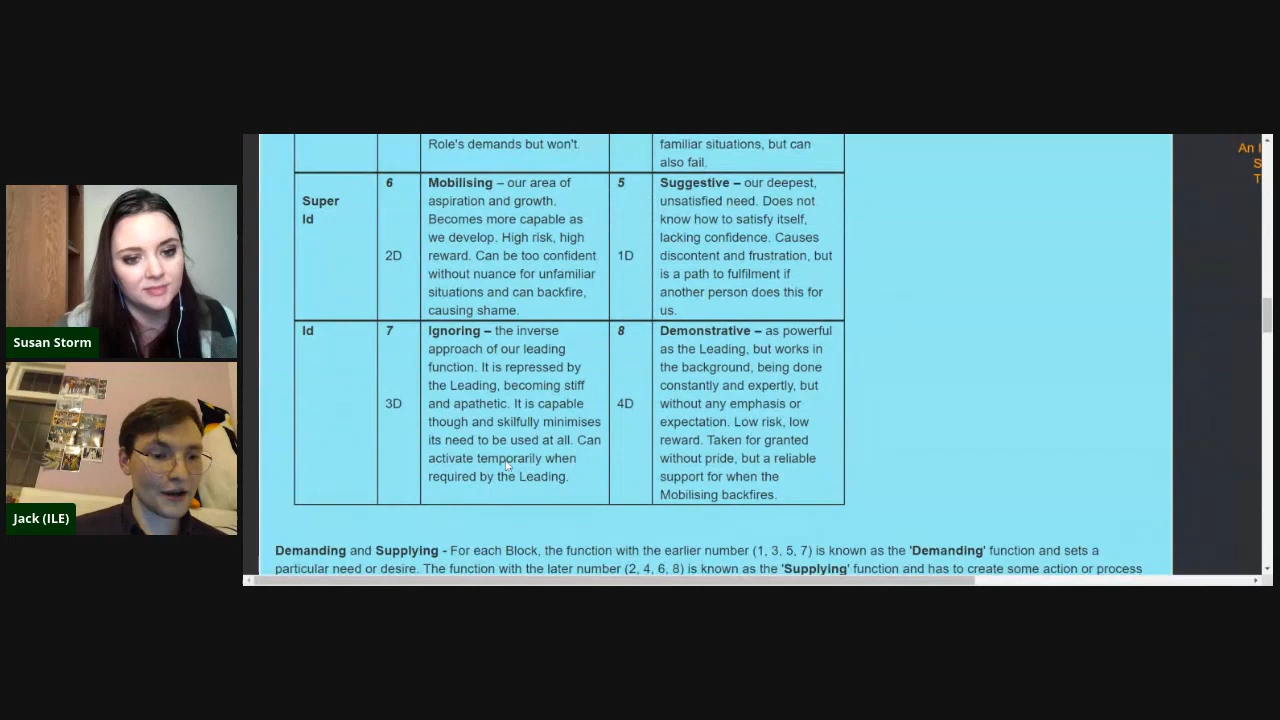 Role's demands but won't.
familiar situations, but can
also fail.
Super
Id
6
2D
Mobilising – our area of
aspiration and growth.
Becomes more capable as
we develop. High risk, high
reward. Can be too confident
without nuance for unfamiliar
situations and can backfire,
causing shame.
5
1D
Suggestive – our deepest,
unsatisfied need. Does not
know how to satisfy itself,
lacking confidence. Causes
discontent and frustration, but
is a path to fulfilment if
another person does this for
us.
Id
7
3D
Ignoring – the inverse
approach of our leading
function. It is repressed by
the Leading, becoming stiff
and apathetic. It is capable
though and skilfully minimises
its need to be used at all. Can
activate temporarily when
required by the Leading.
8
4D
Demonstrative – as powerful
as the Leading, but works in
the background, being done
constantly and expertly, but
without any emphasis or
expectation. Low risk, low
reward. Taken for granted
without pride, but a reliable
support for when the
Mobilising backfires.
Demanding and Supplying - For each Block, the function with the earlier number (1, 3, 5, 7) is known as the 'Demanding' function and sets a
particular need or desire. The function with the later number (2, 4, 6, 8) is known as the 'Supplying' function and has to create some action or process
An
S
T
Susan Storm
Jack (ILE)